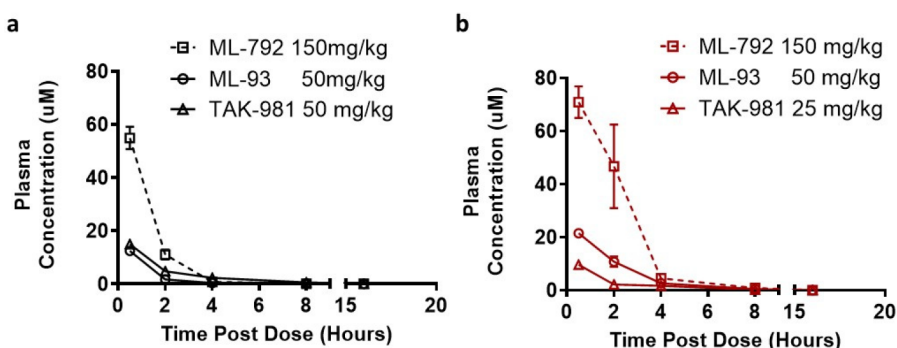 a
ML-792 150mg/kg
ML-93 50mg/kg
TAK-981 50 mg/kg
Plasma
Concentration (uM)
80
60
40
20
0
0 2 4 6 8 15 20
Time Post Dose (Hours)
b
ML-792 150 mg/kg
ML-93 50 mg/kg
TAK-981 25 mg/kg
Plasma
Concentration (uM)
80
60
40
20
0
0 2 4 6 8 15 20
Time Post Dose (Hours)